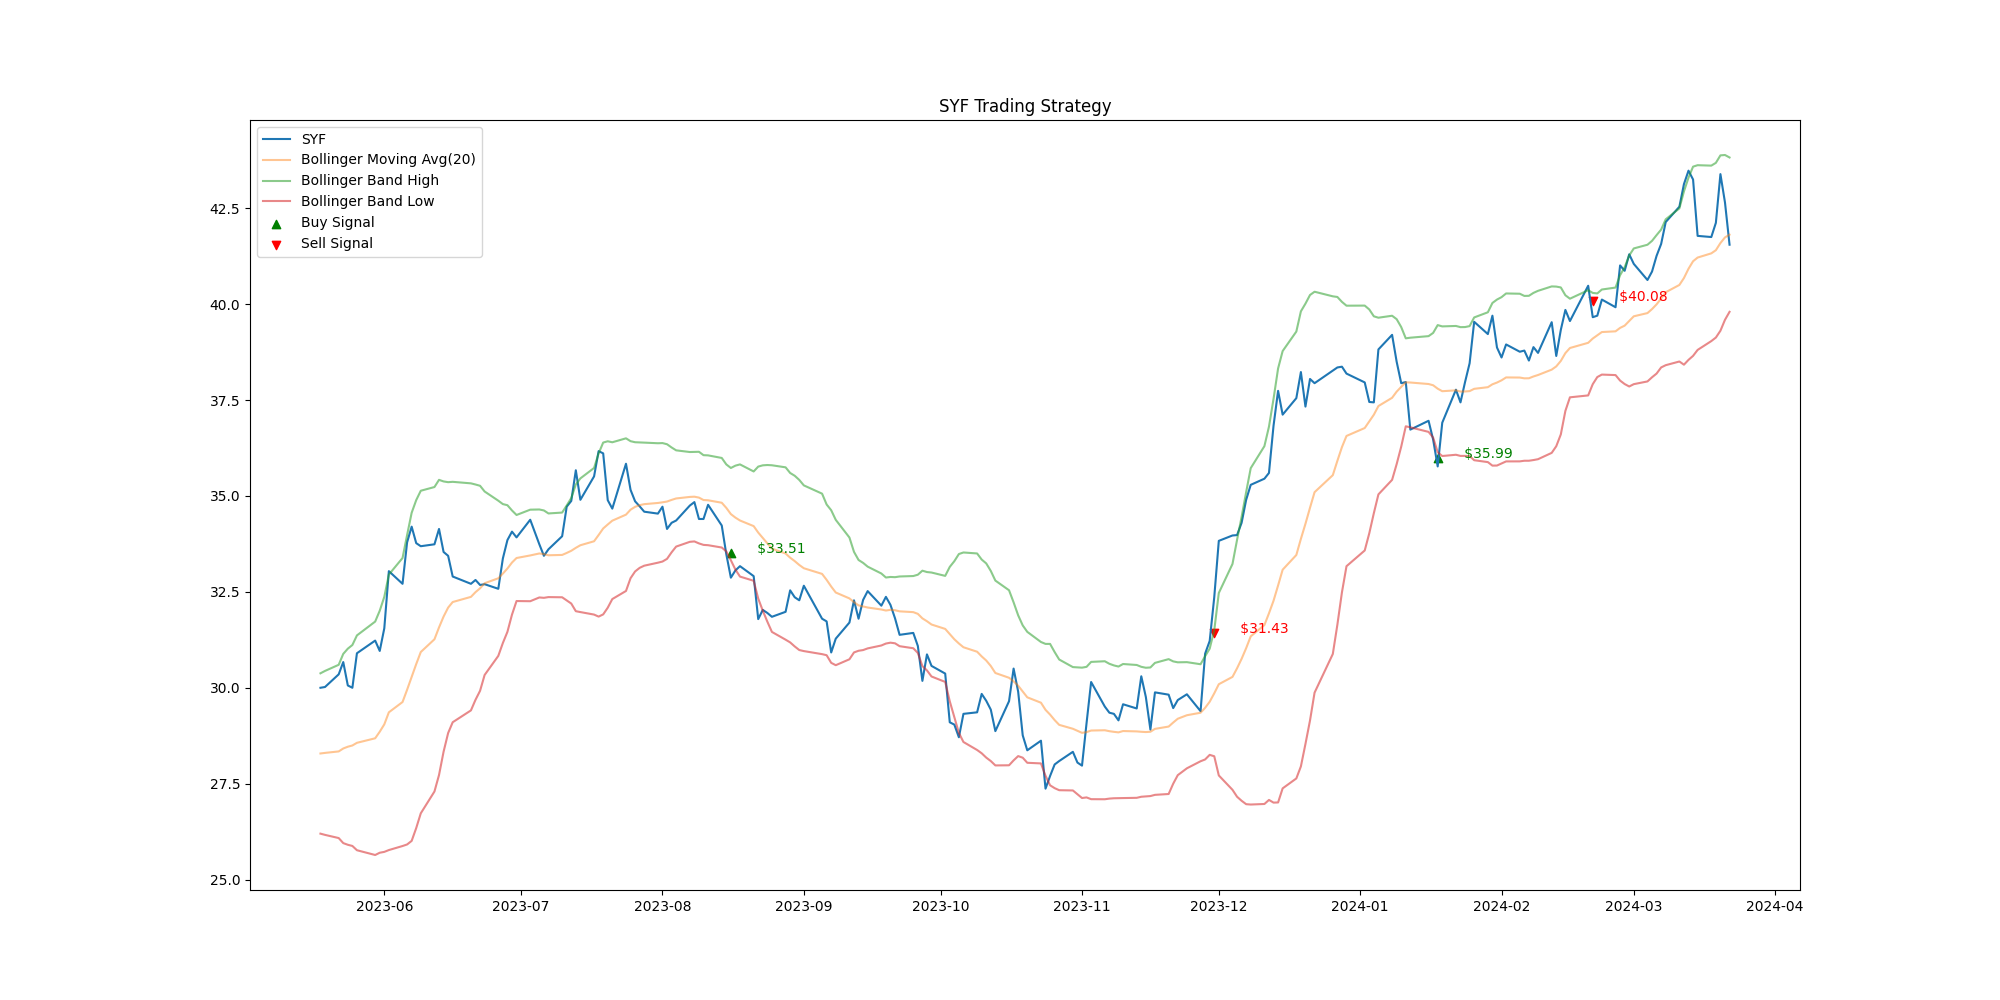 SYF Trading Strategy
SYF
Bollinger Moving Avg(20)
Bollinger Band High
Bollinger Band Low
Buy Signal
Sell Signal
42.5
40.0
37.5
35.0
32.5
30.0
27.5
25.0
$40.08
$35.99
$33.51
$31.43
2023-06 2023-07 2023-08 2023-09 2023-10 2023-11 2023-12 2024-01 2024-02 2024-03 2024-04